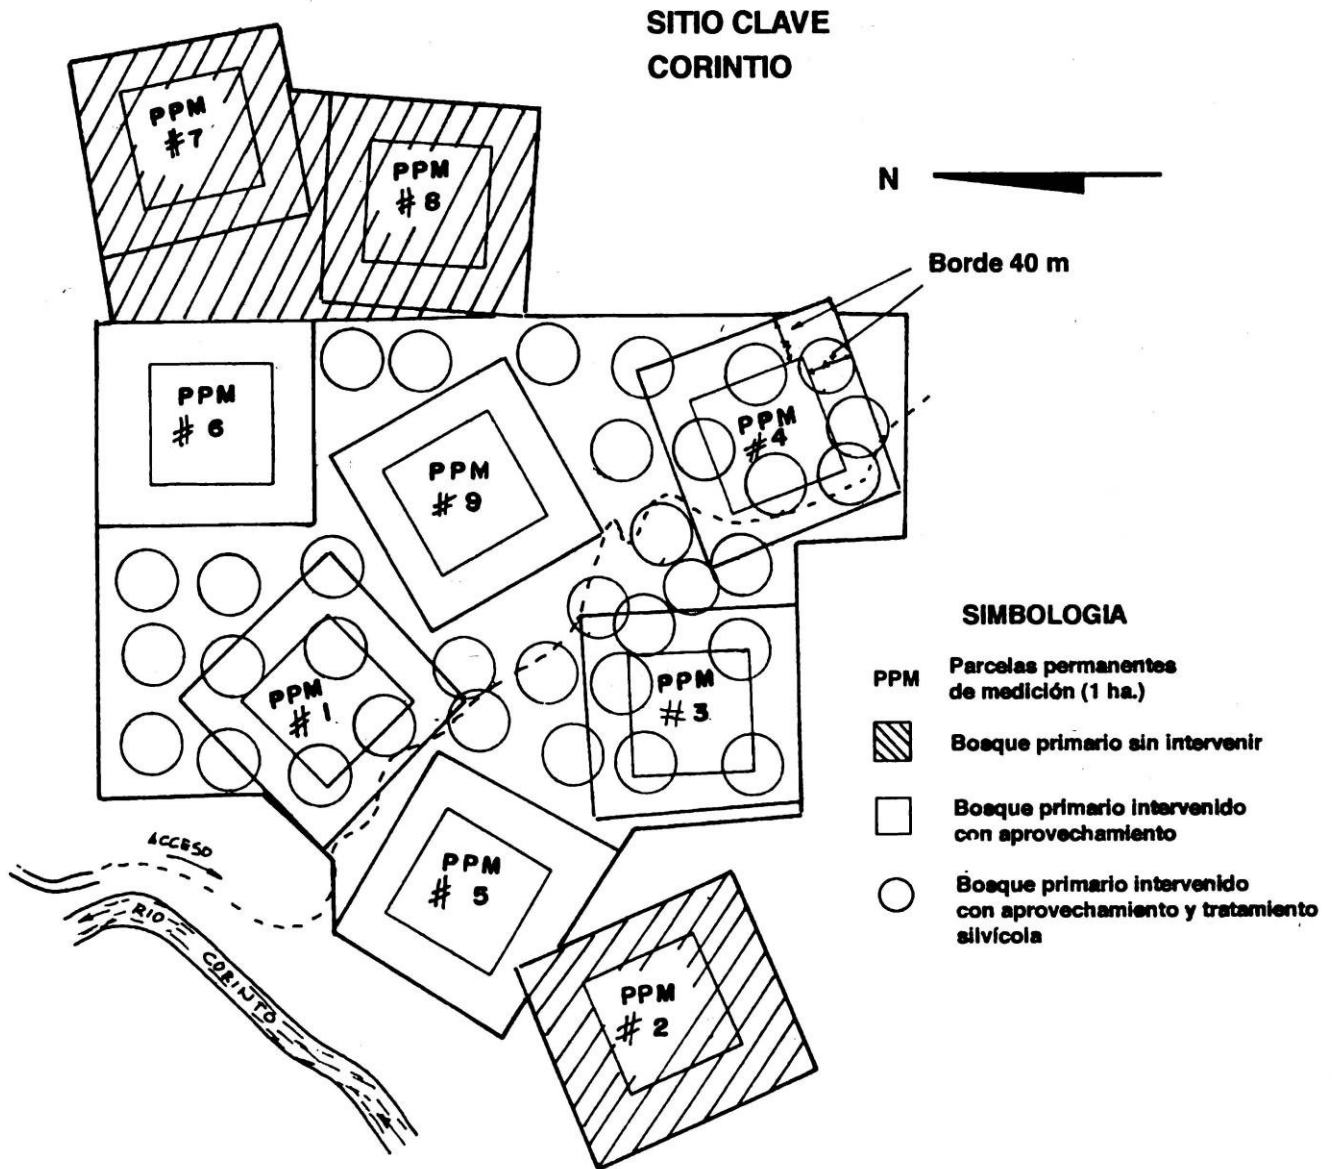 SITIO CLAVE
CORINTIO
PPM
#7
PPM
#8
N
Borde 40 m
PPM
# 6
PPM
# 9
PPM
#4
PPM
# 1
PPM
# 3
PPM
# 5
PPM
# 2
ACCESO
RIO CORINTO
SIMBOLOGIA
PPM Parcelas permanentes
de medición (1 ha.)
Bosque primario sin intervenir
Bosque primario intervenido
con aprovechamiento
Bosque primario intervenido
con aprovechamiento y tratamiento
silvícola